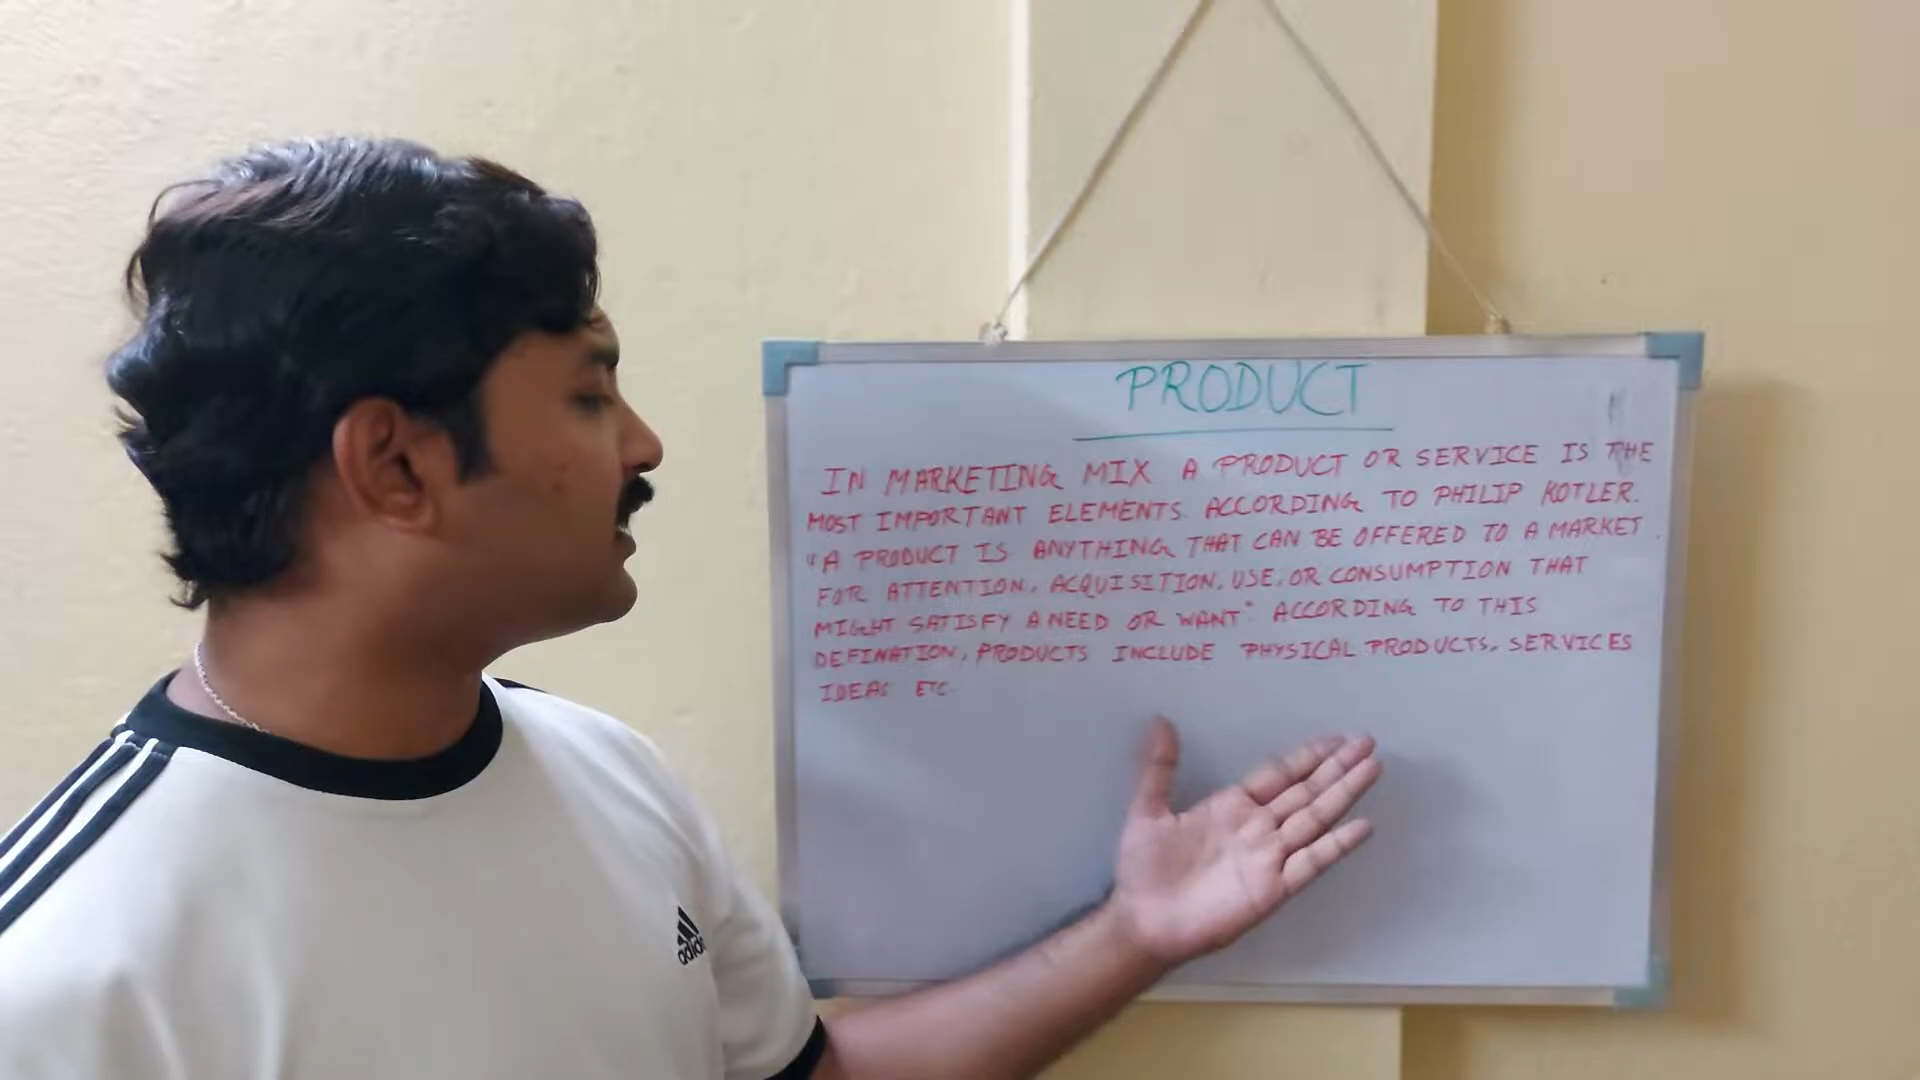 PRODUCT
IN MARKETING MIX A PRODUCT OR SERVICE IS THE
MOST IMPORTANT ELEMENTS. ACCORDING TO PHILIP KOTLER.
"A PRODUCT IS ANYTHING THAT CAN BE OFFERED TO A MARKET.
FOR ATTENTION, ACQUISITION, USE, OR CONSUMPTION THAT
MIGHT SATISFY A NEED OR WANT". ACCORDING TO THIS
DEFINATION, PRODUCTS INCLUDE PHYSICAL PRODUCTS, SERVICES
IDEAS ETC.
adidas